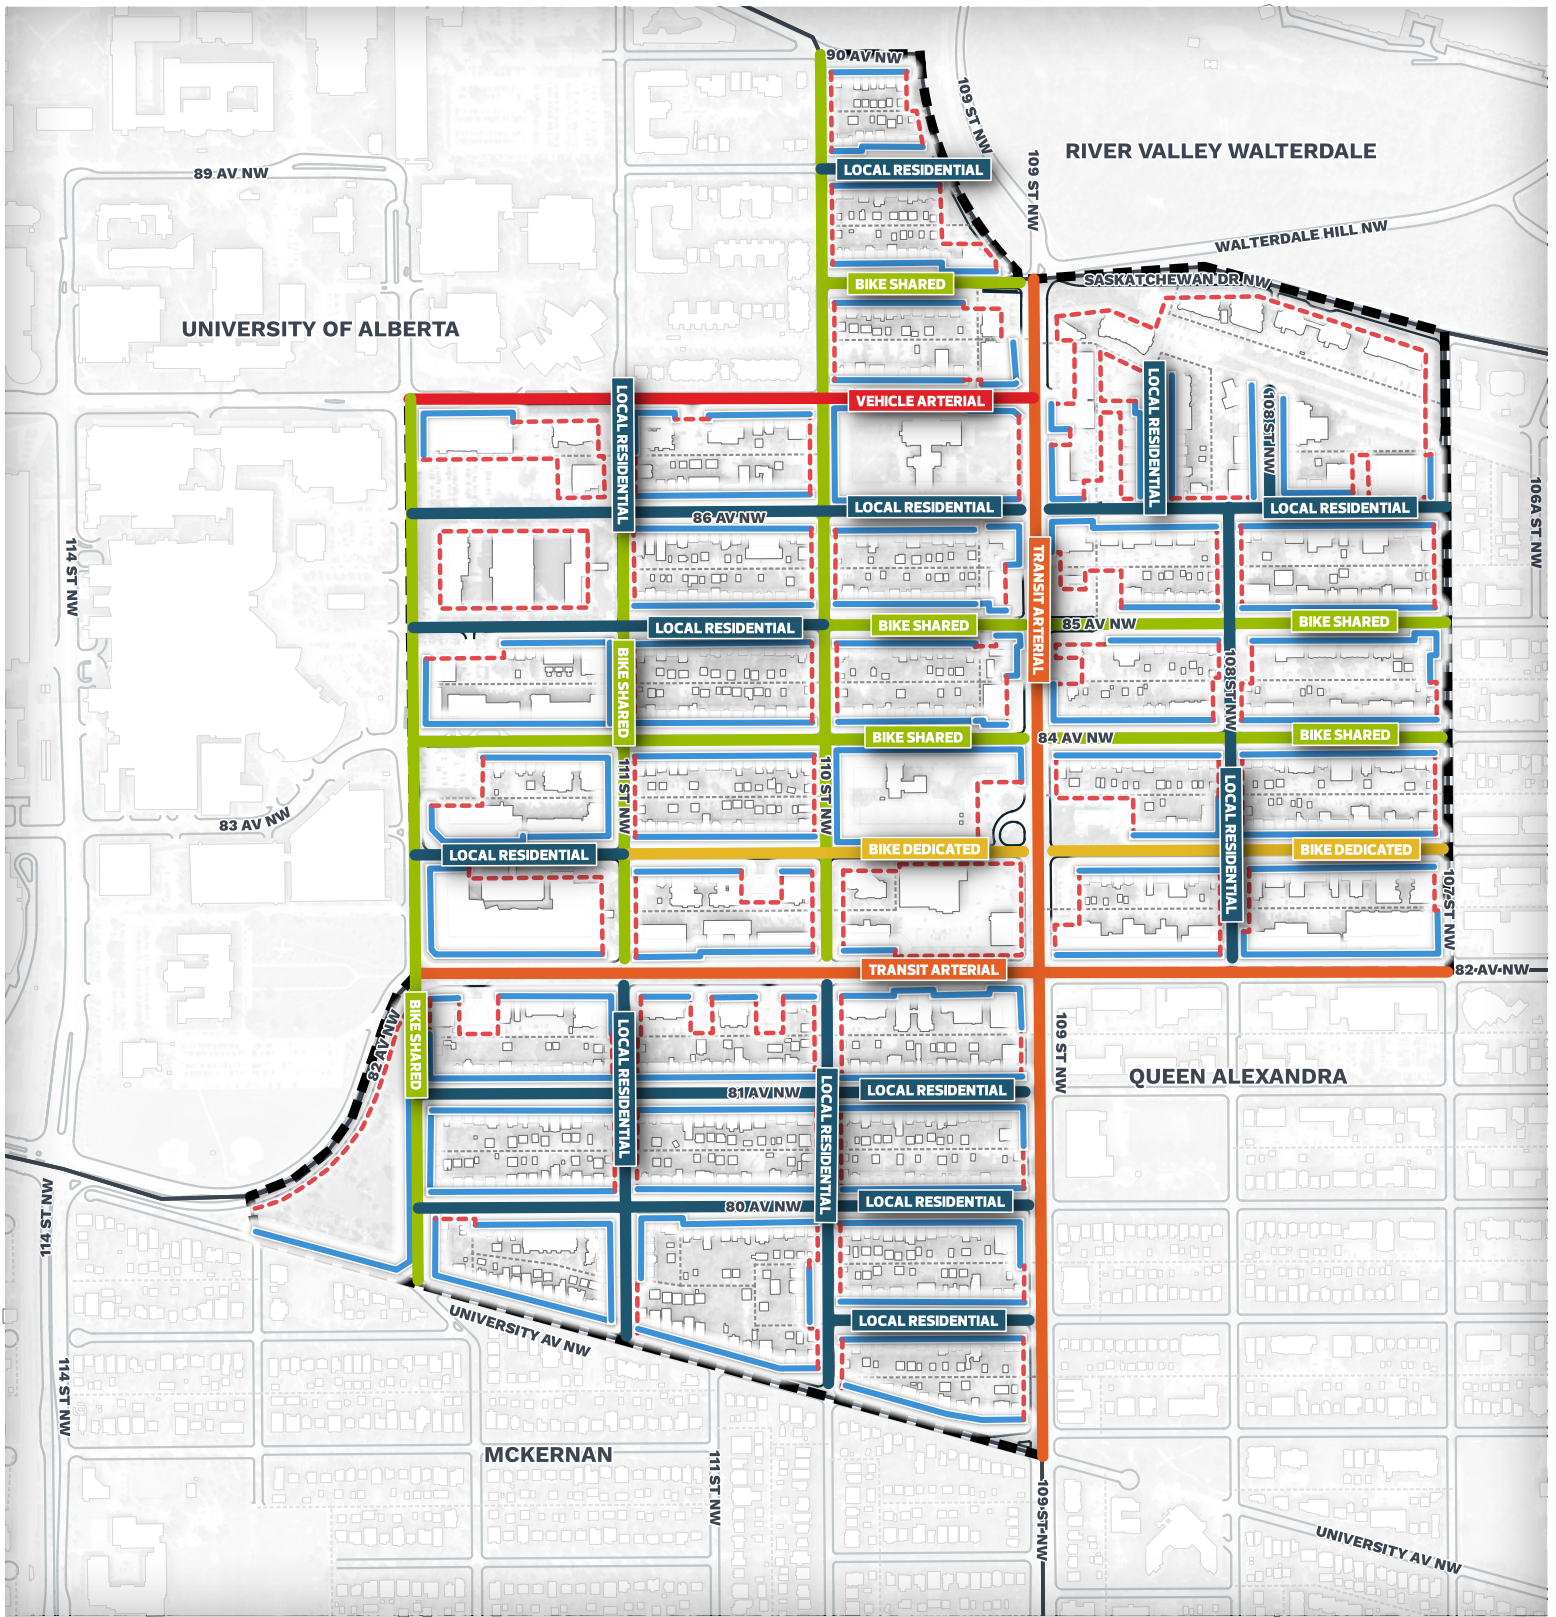 90 AV NW
109 ST NW
RIVER VALLEY WALTERDALE
109 ST NW
LOCAL RESIDENTIAL
89 AV NW
WALTERDALE HILL NW
SASKATCHEWAN DR NW
BIKE SHARED
UNIVERSITY OF ALBERTA
LOCAL RESIDENTIAL
LOCAL RESIDENTIAL
VEHICLE ARTERIAL
108 ST NW
106A ST NW
86 AV NW
LOCAL RESIDENTIAL
LOCAL RESIDENTIAL
114 ST NW
TRANSIT ARTERIAL
LOCAL RESIDENTIAL
BIKE SHARED
85 AV NW
BIKE SHARED
BIKE SHARED
108 ST NW
BIKE SHARED
84 AV NW
BIKE SHARED
111 ST NW
110 ST NW
LOCAL RESIDENTIAL
83 AV NW
LOCAL RESIDENTIAL
BIKE DEDICATED
BIKE DEDICATED
107 ST NW
TRANSIT ARTERIAL
82 AV NW
82 AV NW
BIKE SHARED
LOCAL RESIDENTIAL
LOCAL RESIDENTIAL
109 ST NW
QUEEN ALEXANDRA
81 AV NW
LOCAL RESIDENTIAL
114 ST NW
80 AV NW
LOCAL RESIDENTIAL
UNIVERSITY AV NW
LOCAL RESIDENTIAL
114 ST NW
MCKERNAN
111 ST NW
109 ST NW
UNIVERSITY AV NW